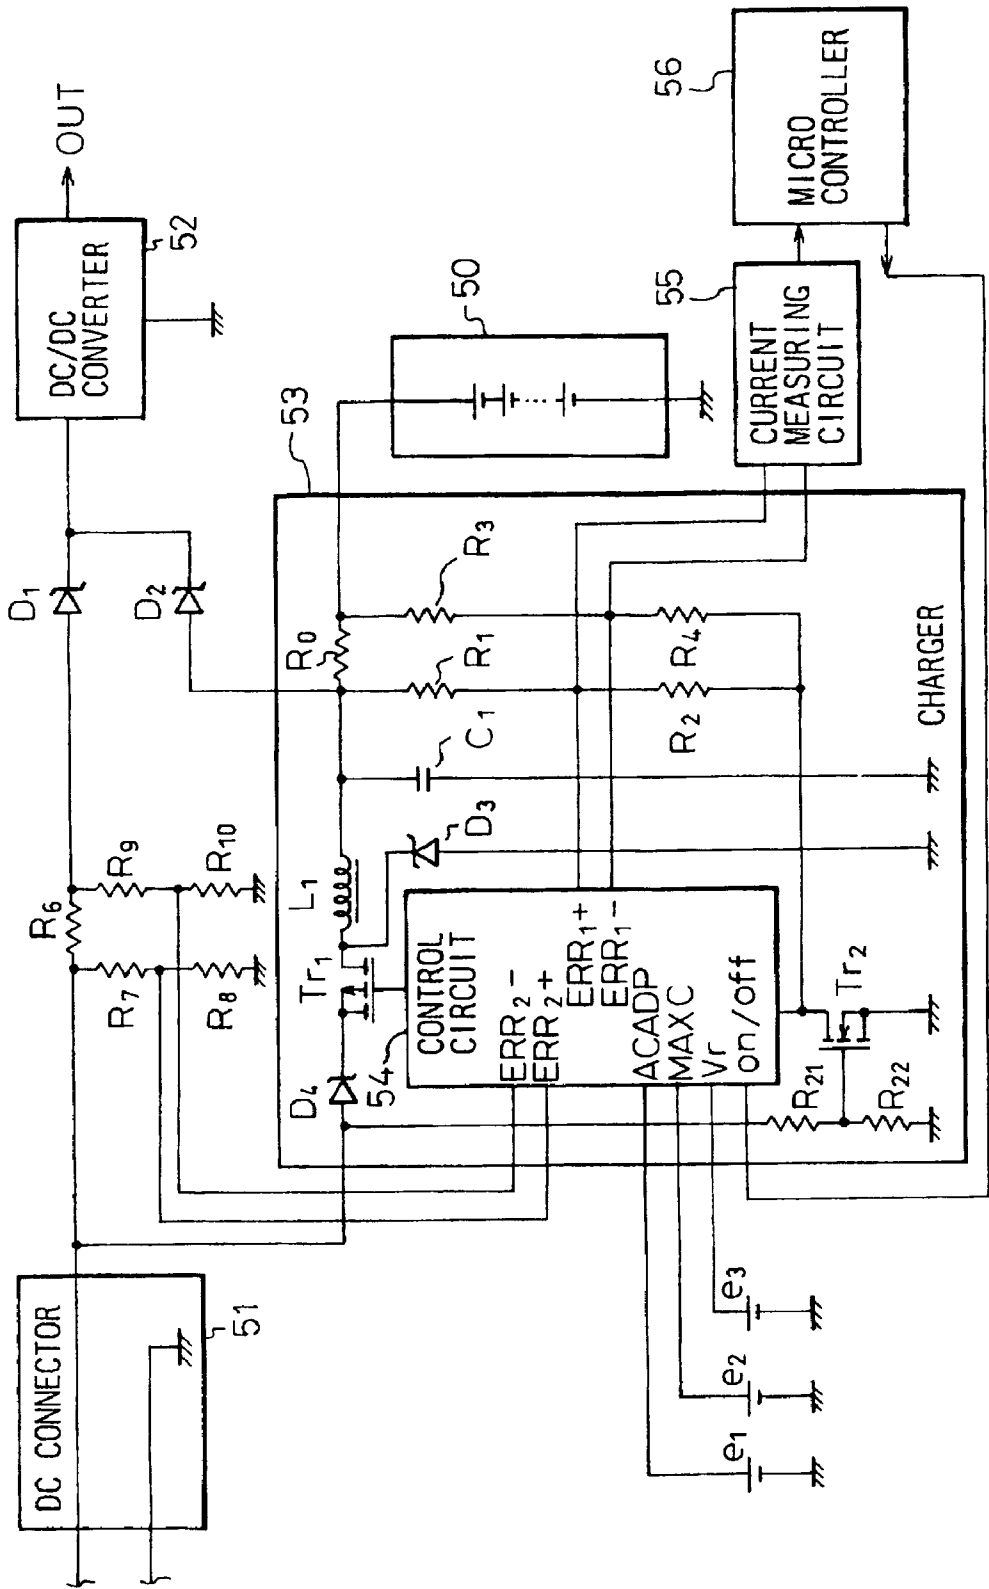 DC CONNECTOR
51
R6
R7
R8
R9
R10
D1
D2
DC/DC
CONVERTER
52
OUT
D4
Tr1
L1
R0
53
54
CONTROL
CIRCUIT
D3
C1
R1
R3
50
ERR2-
ERR2+
ERR1+
ERR1-
ACADP
MAXC
Vr
on/off
R2
R4
R21
R22
Tr2
CHARGER
CURRENT
MEASURING
CIRCUIT
55
MICRO
CONTROLLER
56
e1
e2
e3